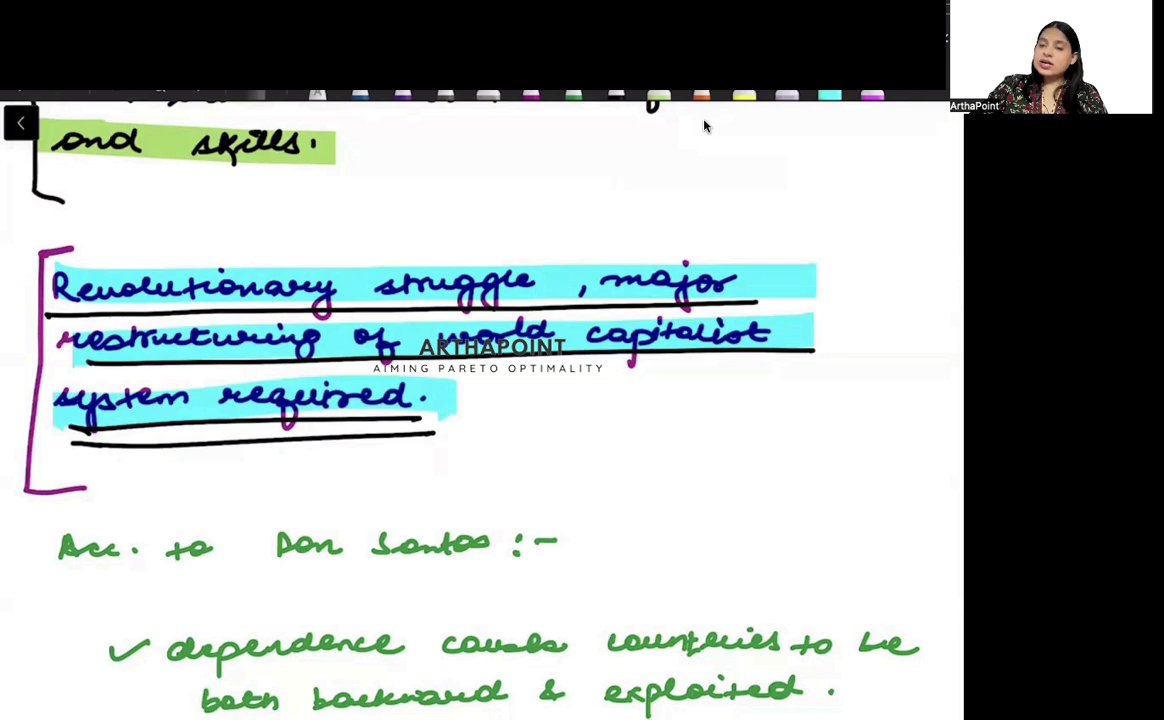 ArthaPoint
and skills.
Revolutionary struggle, major
restructuring of world capitalist
ARTHAPOINT
AIMING PARETO OPTIMALITY
system required.
Acc. to Don Santos :-
✓ dependence causes countries to be
both backward & exploited.